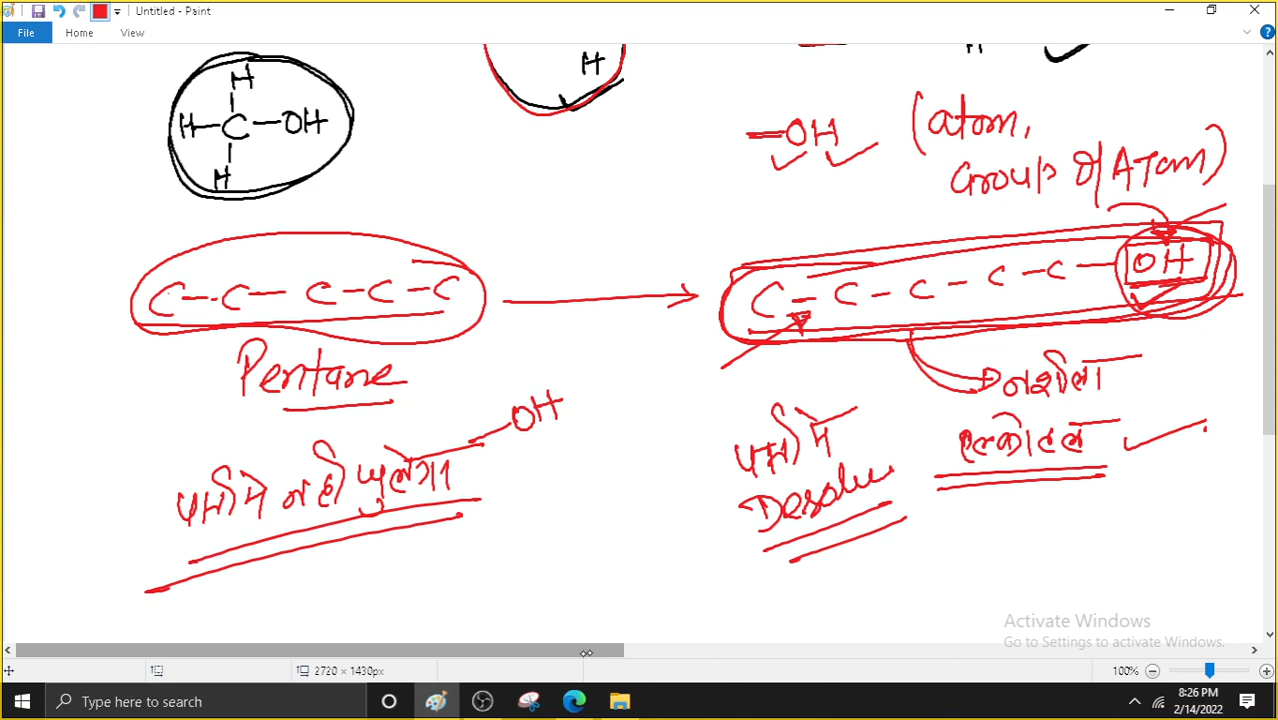 Untitled - Paint
File Home View
H
H
H–C–OH
H
–OH
(atom,
Group of Atom)
C–C–C–C–C
C–C–C–C–C–OH
Pentane
नशीला
OH
पानी में
एल्कोहल
पानी में नही घुलेगा
Desolve
Activate Windows
Go to Settings to activate Windows.
2720 × 1430px
100%
Type here to search
8:26 PM
2/14/2022